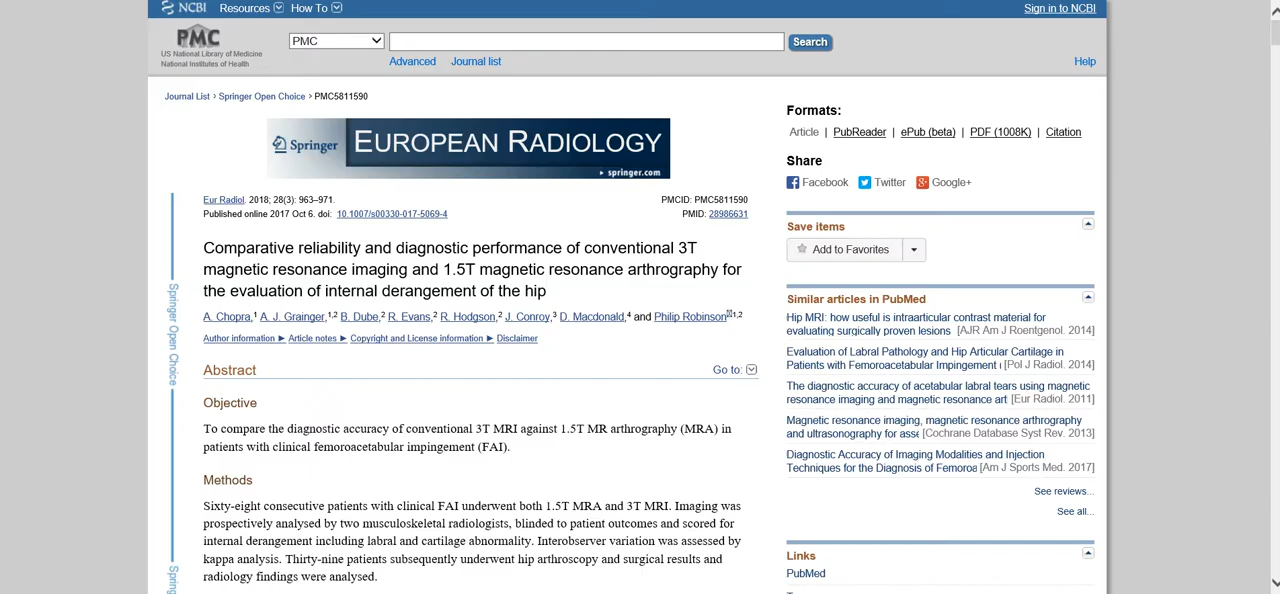 NCBI Resources How To Sign in to NCBI
PMC
US National Library of Medicine
National Institutes of Health
PMC Search
Advanced Journal list Help
Journal List > Springer Open Choice > PMC5811590
Springer EUROPEAN RADIOLOGY
springer.com
Eur Radiol. 2018; 28(3): 963–971. PMCID: PMC5811590
Published online 2017 Oct 6. doi: 10.1007/s00330-017-5069-4 PMID: 28986631
Comparative reliability and diagnostic performance of conventional 3T
magnetic resonance imaging and 1.5T magnetic resonance arthrography for
the evaluation of internal derangement of the hip
A. Chopra,1 A. J. Grainger,1,2 B. Dube,2 R. Evans,2 R. Hodgson,2 J. Conroy,3 D. Macdonald,4 and Philip Robinson1,2
Author information ► Article notes ► Copyright and License information ► Disclaimer
Abstract Go to:
Objective
To compare the diagnostic accuracy of conventional 3T MRI against 1.5T MR arthrography (MRA) in
patients with clinical femoroacetabular impingement (FAI).
Methods
Sixty-eight consecutive patients with clinical FAI underwent both 1.5T MRA and 3T MRI. Imaging was
prospectively analysed by two musculoskeletal radiologists, blinded to patient outcomes and scored for
internal derangement including labral and cartilage abnormality. Interobserver variation was assessed by
kappa analysis. Thirty-nine patients subsequently underwent hip arthroscopy and surgical results and
radiology findings were analysed.
Springer Open Choice
Spring
Formats:
Article | PubReader | ePub (beta) | PDF (1008K) | Citation
Share
Facebook Twitter Google+
Save items
Add to Favorites
Similar articles in PubMed
Hip MRI: how useful is intraarticular contrast material for
evaluating surgically proven lesions [AJR Am J Roentgenol. 2014]
Evaluation of Labral Pathology and Hip Articular Cartilage in
Patients with Femoroacetabular Impingement ( [Pol J Radiol. 2014]
The diagnostic accuracy of acetabular labral tears using magnetic
resonance imaging and magnetic resonance art [Eur Radiol. 2011]
Magnetic resonance imaging, magnetic resonance arthrography
and ultrasonography for asse [Cochrane Database Syst Rev. 2013]
Diagnostic Accuracy of Imaging Modalities and Injection
Techniques for the Diagnosis of Femoroa [Am J Sports Med. 2017]
See reviews...
See all...
Links
PubMed